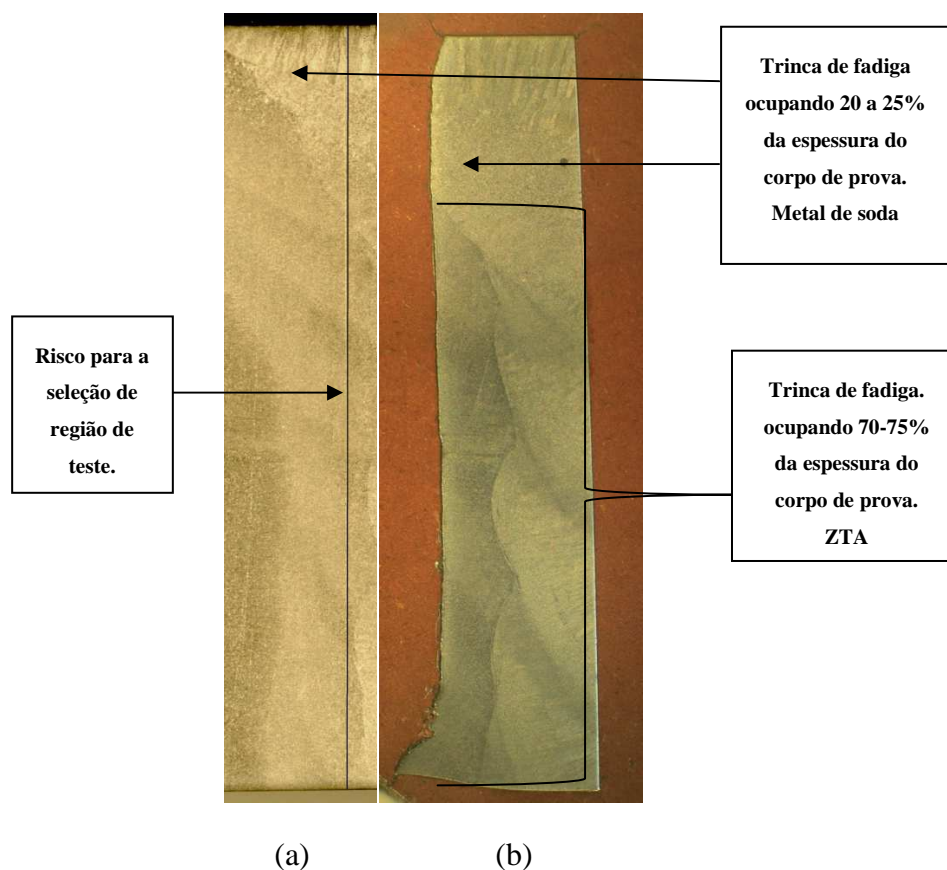 Trinca de fadiga
ocupando 20 a 25%
da espessura do
corpo de prova.
Metal de soda
Risco para a
seleção de
região de
teste.
Trinca de fadiga.
ocupando 70-75%
da espessura do
corpo de prova.
ZTA
(a)
(b)